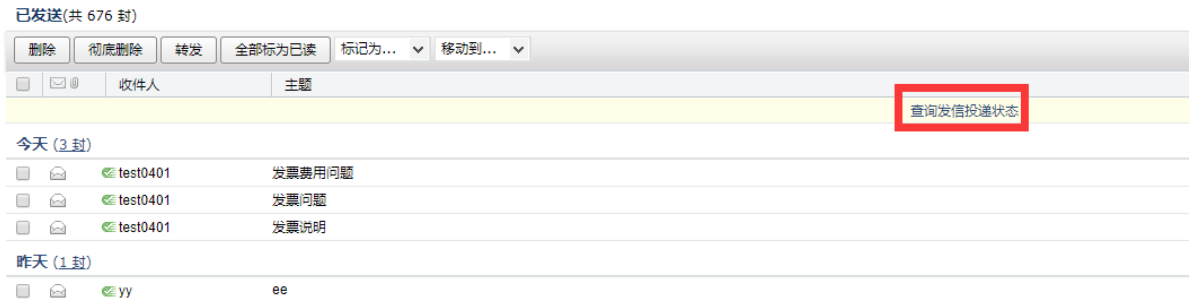 已发送(共 676 封)
删除 彻底删除 转发 全部标为已读 标记为... 移动到...
收件人 主题
查询发信投递状态
今天 (3 封)
test0401 发票费用问题
test0401 发票问题
test0401 发票说明
昨天 (1 封)
yy ee